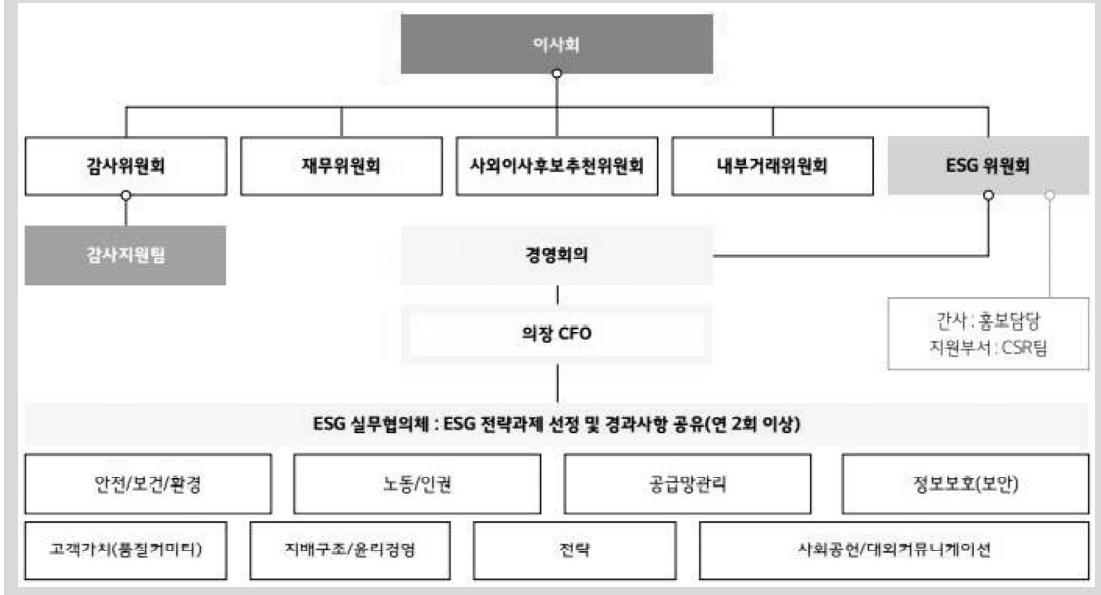 이사회
감사위원회
재무위원회
사외이사후보추천위원회
내부거래위원회
ESG 위원회
감사지원팀
경영회의
간사 : 홍보담당
지원부서 : CSR팀
의장 CFO
ESG 실무협의체 : ESG 전략과제 선정 및 경과사항 공유(연 2회 이상)
안전/보건/환경
노동/인권
공급망관리
정보보호(보안)
고객가치(품질커미티)
지배구조/윤리경영
전략
사회공헌/대외커뮤니케이션